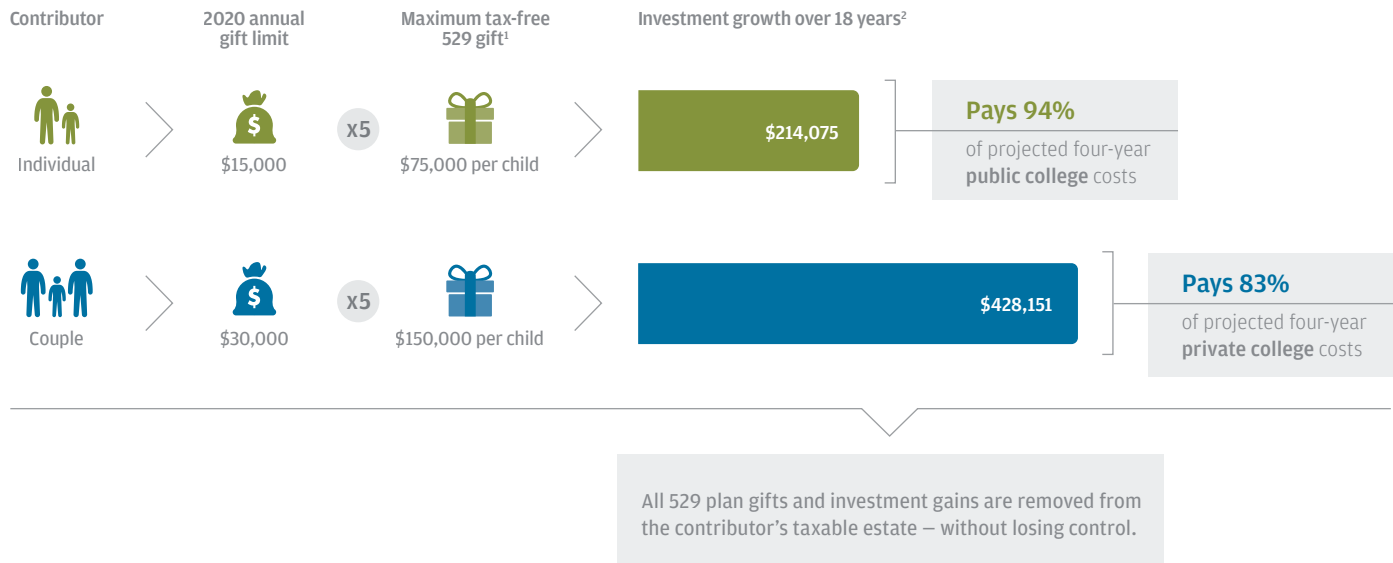 Contributor
2020 annual
gift limit
Maximum tax-free
529 gift¹
Investment growth over 18 years²
$
x5
$214,075
Pays 94%
of projected four-year
public college costs
Individual
$15,000
$75,000 per child
$
x5
$428,151
Pays 83%
of projected four-year
private college costs
Couple
$30,000
$150,000 per child
All 529 plan gifts and investment gains are removed from
the contributor’s taxable estate – without losing control.